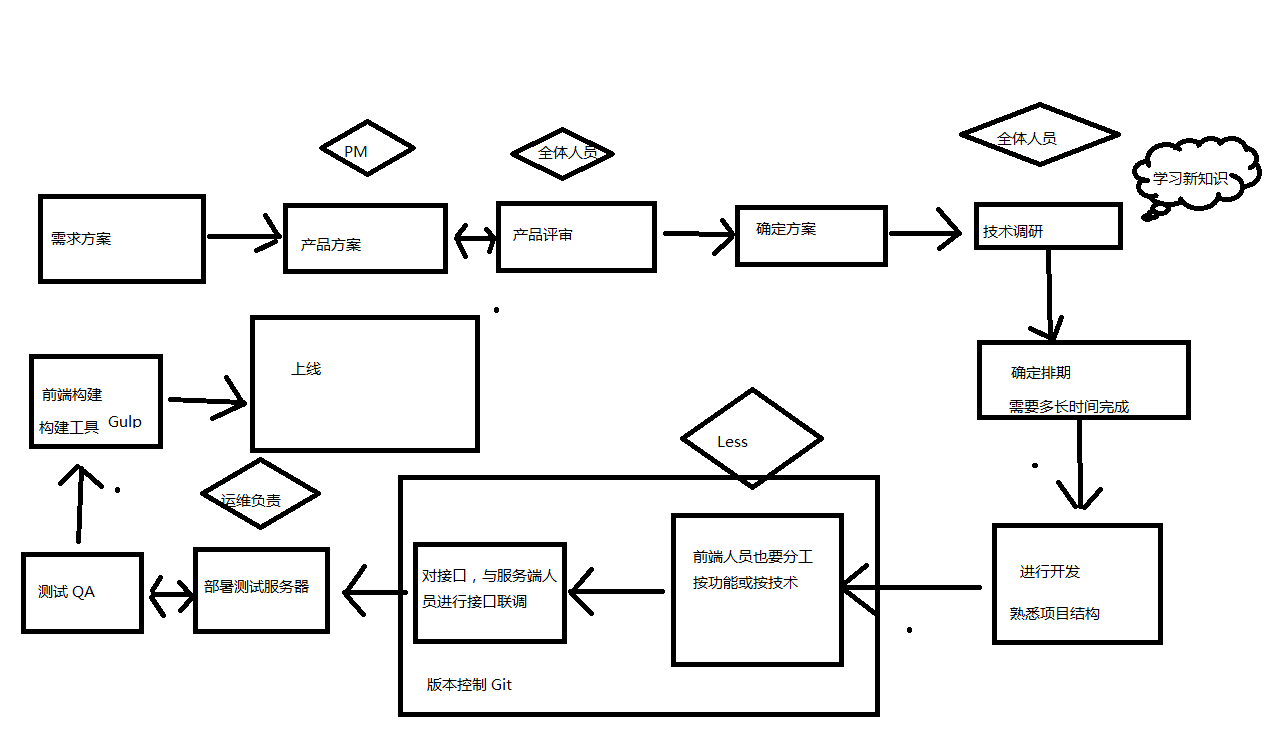 PM
全体人员
全体人员
学习新知识
需求方案
产品方案
产品评审
确定方案
技术调研
确定排期
需要多长时间完成
上线
前端构建
构建工具 Gulp
Less
运维负责
进行开发
熟悉项目结构
前端人员也要分工
按功能或按技术
对接口，与服务端人
员进行接口联调
部署测试服务器
测试 QA
版本控制 Git